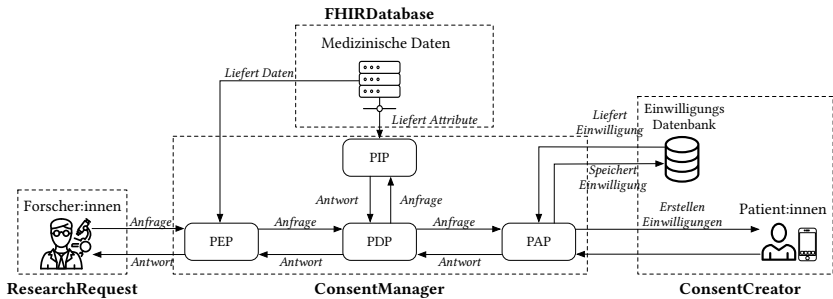 FHIRDatabase
Medizinische Daten
Liefert Daten
Liefert Attribute
Liefert
Einwilligung
Einwilligungs
Datenbank
PIP
Speichert
Einwilligung
Antwort
Anfrage
Forscher:innen
Anfrage
Anfrage
Anfrage
Erstellen
Einwilligungen
Patient:innen
PEP
PDP
PAP
Antwort
Antwort
Antwort
ResearchRequest
ConsentManager
ConsentCreator